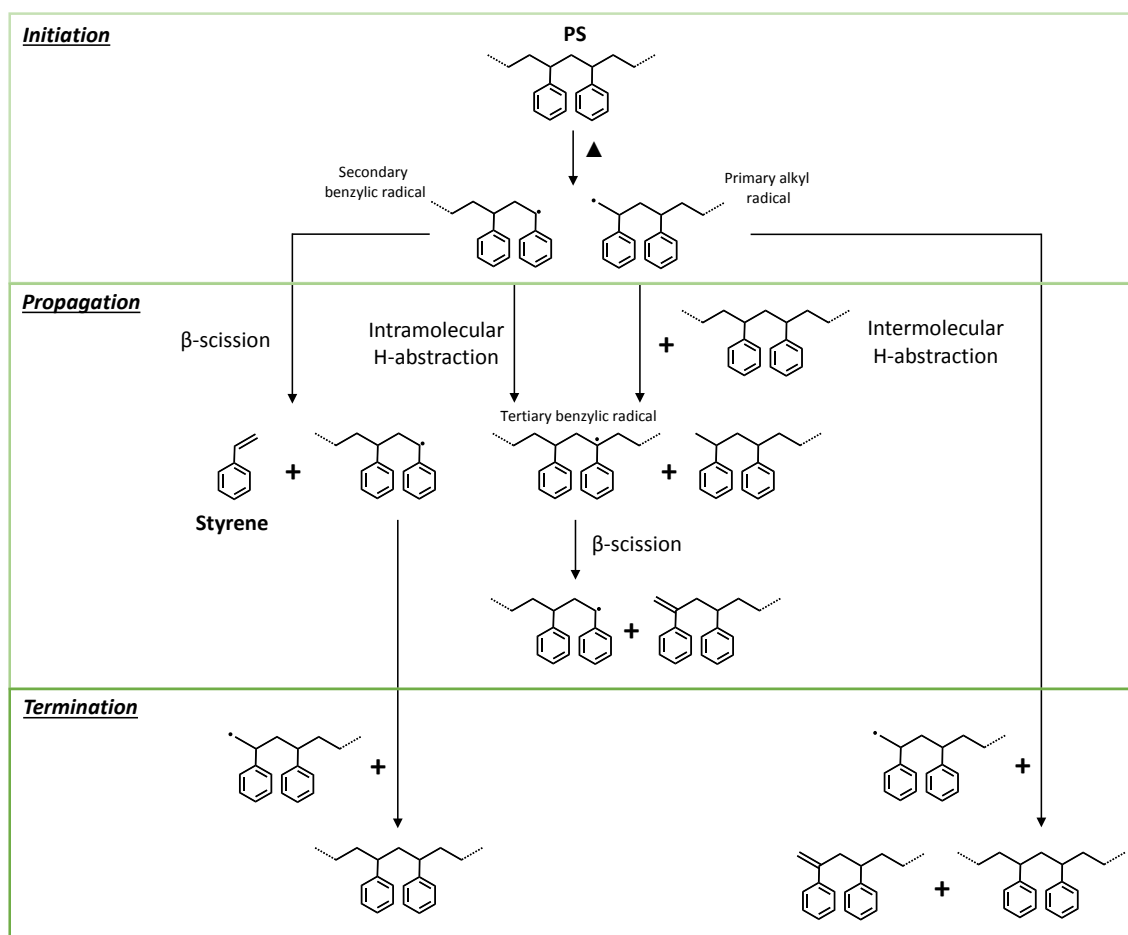 Initiation
PS
▲
Secondary
benzylic radical
Primary alkyl
radical
Propagation
β-scission
Intramolecular
H-abstraction
+
Intermolecular
H-abstraction
Tertiary benzylic radical
+
+
Styrene
β-scission
+
Termination
+
+
+